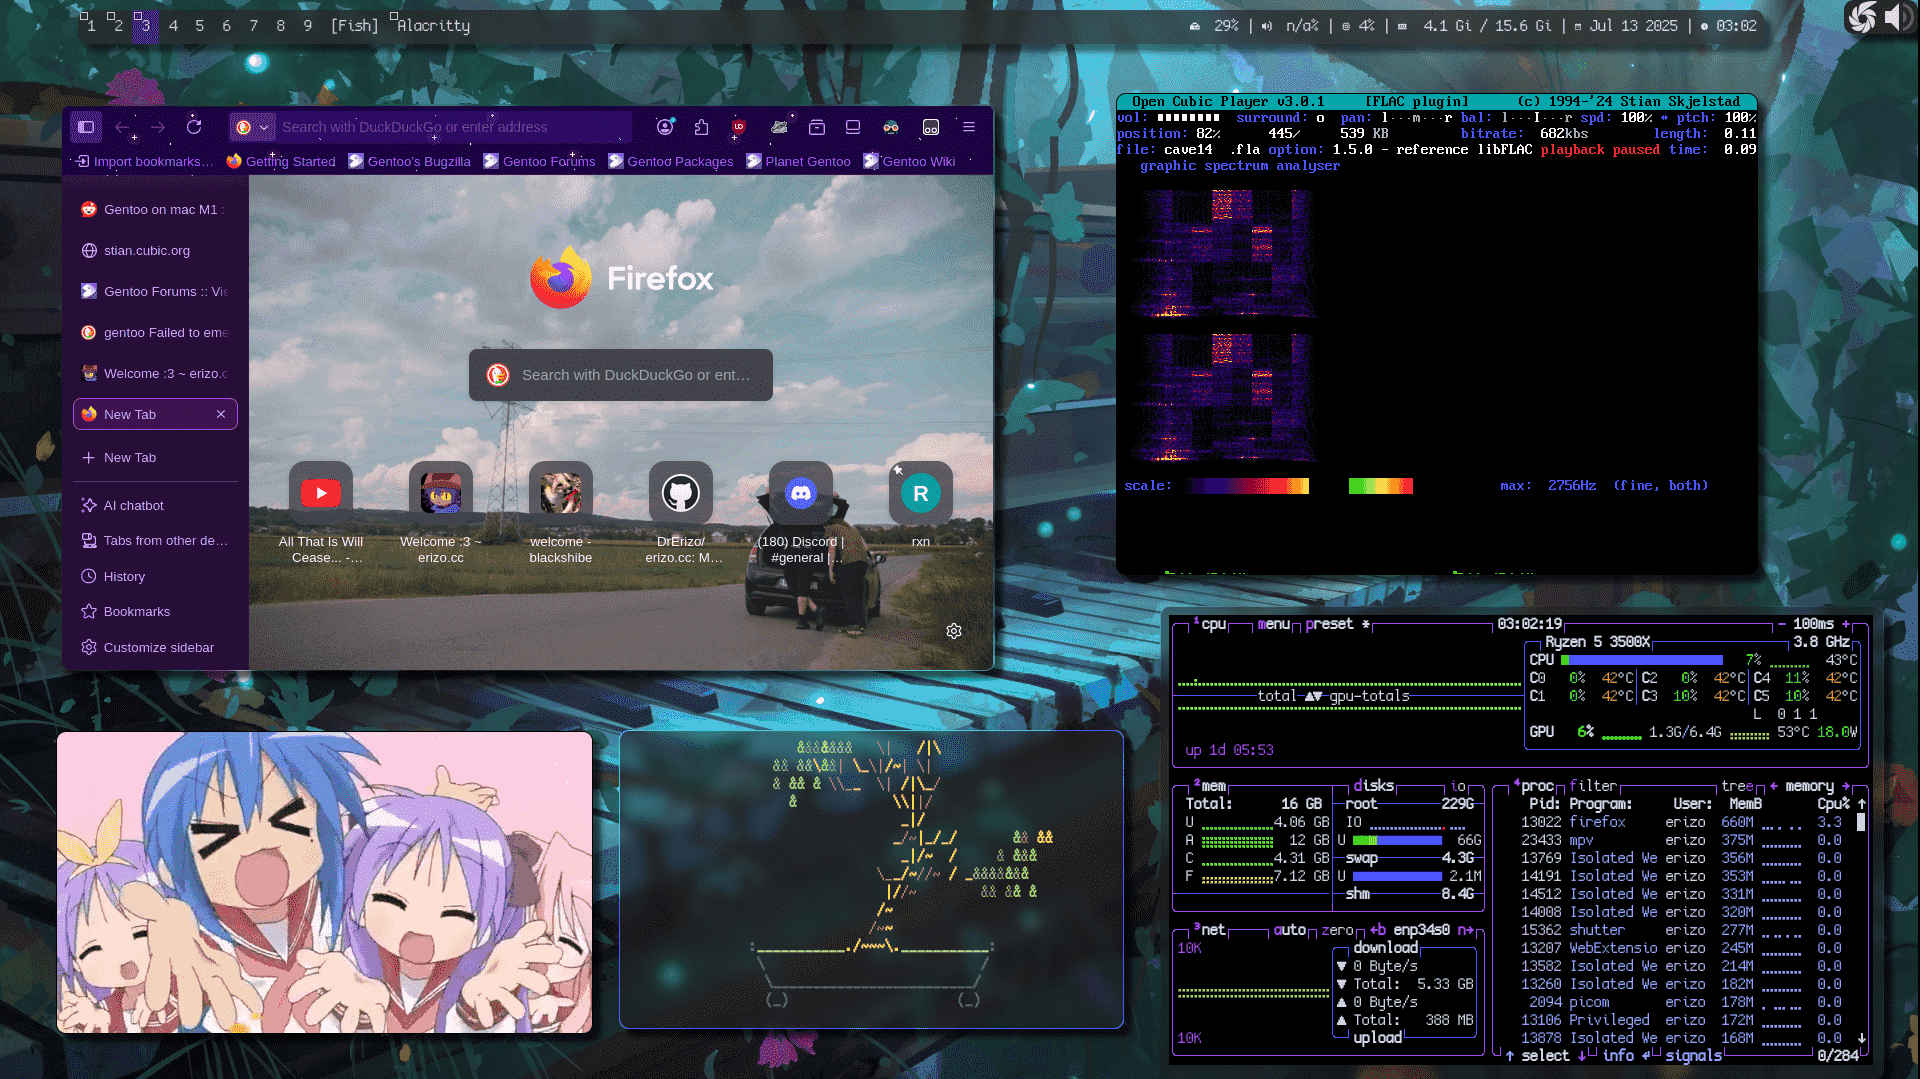 1 2 3 4 5 6 7 8 9 [Fish] Alacritty
29% | n/a% | 4% | 4.1 Gi / 15.6 Gi | Jul 13 2025 | 03:02
Search with DuckDuckGo or enter address
Import bookmarks... Getting Started Gentoo's Bugzilla Gentoo Forums Gentoo Packages Planet Gentoo Gentoo Wiki
Gentoo on mac M1 :
stian.cubic.org
Gentoo Forums :: Vie
gentoo Failed to eme
Welcome :3 ~ erizo.c
New Tab
New Tab
AI chatbot
Tabs from other de...
History
Bookmarks
Customize sidebar
Firefox
Search with DuckDuckGo or ent...
All That Is Will Cease... -...
Welcome :3 ~ erizo.cc
welcome - blackshibe
DrErizo/ erizo.cc: M...
(180) Discord | #general |...
R
rxn
Open Cubic Player v3.0.1 [FLAC plugin] (c) 1994-'24 Stian Skjelstad
vol: surround: o pan: l···m···r bal: l···I···r spd: 100% ptch: 100%
position: 82% 445/ 539 KB bitrate: 682kbs length: 0.11
file: cave14 .fla option: 1.5.0 - reference libFLAC playback paused time: 0.09
graphic spectrum analyser
scale: max: 2756Hz (fine, both)
1cpu menu preset * 03:02:19 - 100ms +
Ryzen 5 3500X 3.8 GHz
CPU 7% 43°C
C0 0% 42°C C2 0% 42°C C4 11% 42°C
C1 0% 42°C C3 10% 42°C C5 10% 42°C
L 0 1 1
GPU 6% 1.3G/6.4G 53°C 18.0W
total ▲▼ gpu-totals
up 1d 05:53
2mem disks io
Total: 16 GB
U 4.06 GB
A 12 GB
C 4.31 GB
F 7.12 GB
root 229G
IO
U 66G
swap 4.3G
U 2.1M
shm 8.4G
3net auto zero ←b enp34s0 n→
10K
10K
download
▼ 0 Byte/s
▼ Total: 5.33 GB
▲ 0 Byte/s
▲ Total: 388 MB
upload
4proc filter tree ← memory →
Pid: Program: User: MemB Cpu% ↑
13022 firefox erizo 660M 3.3
23433 mpv erizo 375M 0.0
13769 Isolated We erizo 356M 0.0
14191 Isolated We erizo 353M 0.0
14512 Isolated We erizo 331M 0.0
14008 Isolated We erizo 320M 0.0
15362 shutter erizo 277M 0.0
13207 WebExtensio erizo 245M 0.0
13582 Isolated We erizo 214M 0.0
13260 Isolated We erizo 182M 0.0
2094 picom erizo 178M 0.0
13106 Privileged erizo 172M 0.0
13878 Isolated We erizo 168M 0.0 ↓
↑ select ↓ info ↲ signals 0/284